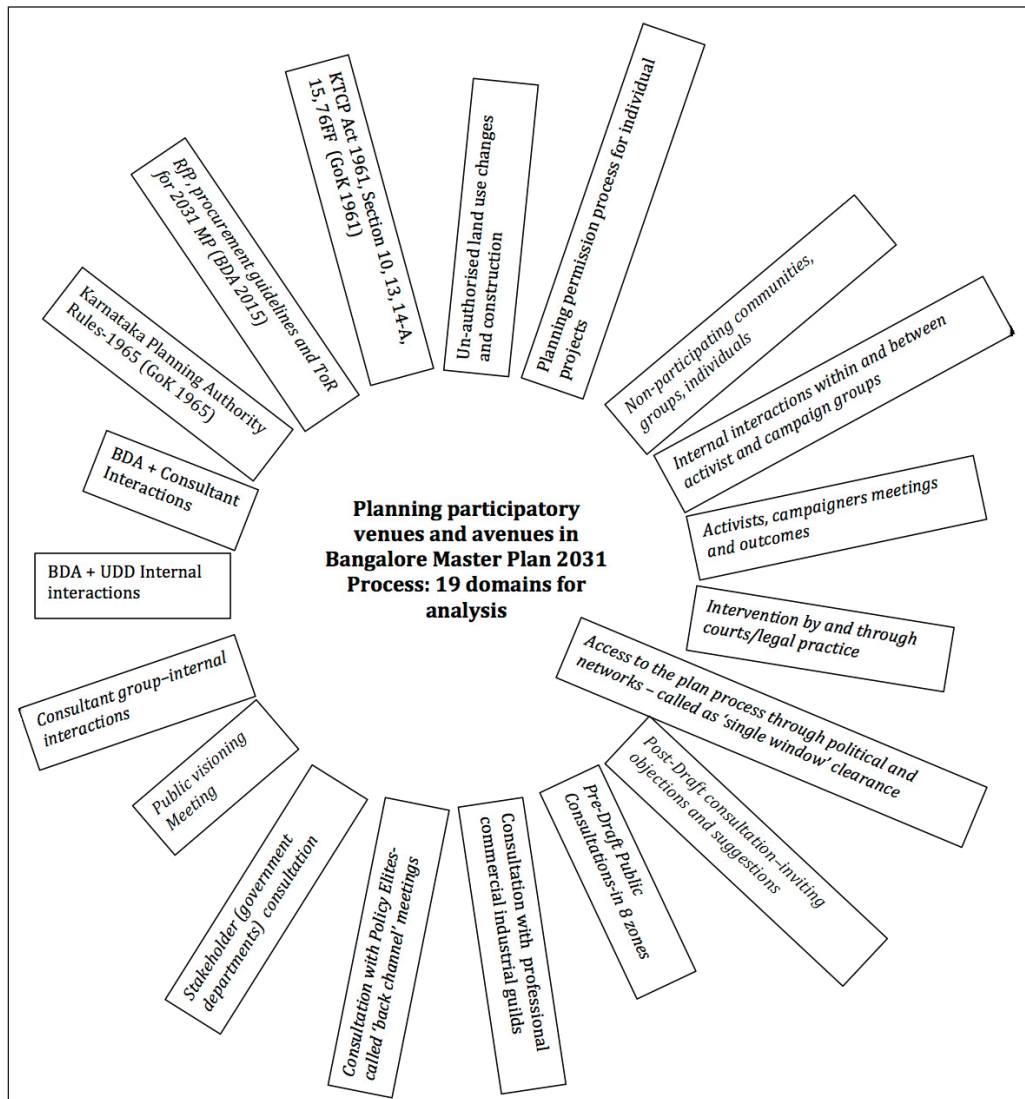 Planning participatory
venues and avenues in
Bangalore Master Plan 2031
Process: 19 domains for
analysis
KTCP Act 1961, Section 10, 13, 14-A,
15, 76FF (GoK 1961)
Un-authorised land use changes
and construction
Planning permission process for individual
projects
Non-participating communities,
groups, individuals
Internal interactions within and between
activist and campaign groups
Activists, campaigners meetings
and outcomes
Intervention by and through
courts/legal practice
Access to the plan process through political and
networks – called as ‘single window’ clearance
Post-Draft consultation–inviting
objections and suggestions
Pre-Draft Public
Consultations-in 8 zones
Consultation with professional
commercial industrial guilds
Consultation with Policy Elites-
called ‘back channel’ meetings
Stakeholder (government
departments) consultation
Public visioning
Meeting
Consultant group–internal
interactions
BDA + UDD Internal
interactions
BDA + Consultant
Interactions
Karnataka Planning Authority
Rules-1965 (GoK 1965)
RfP, procurement guidelines and ToR
for 2031 MP (BDA 2015)